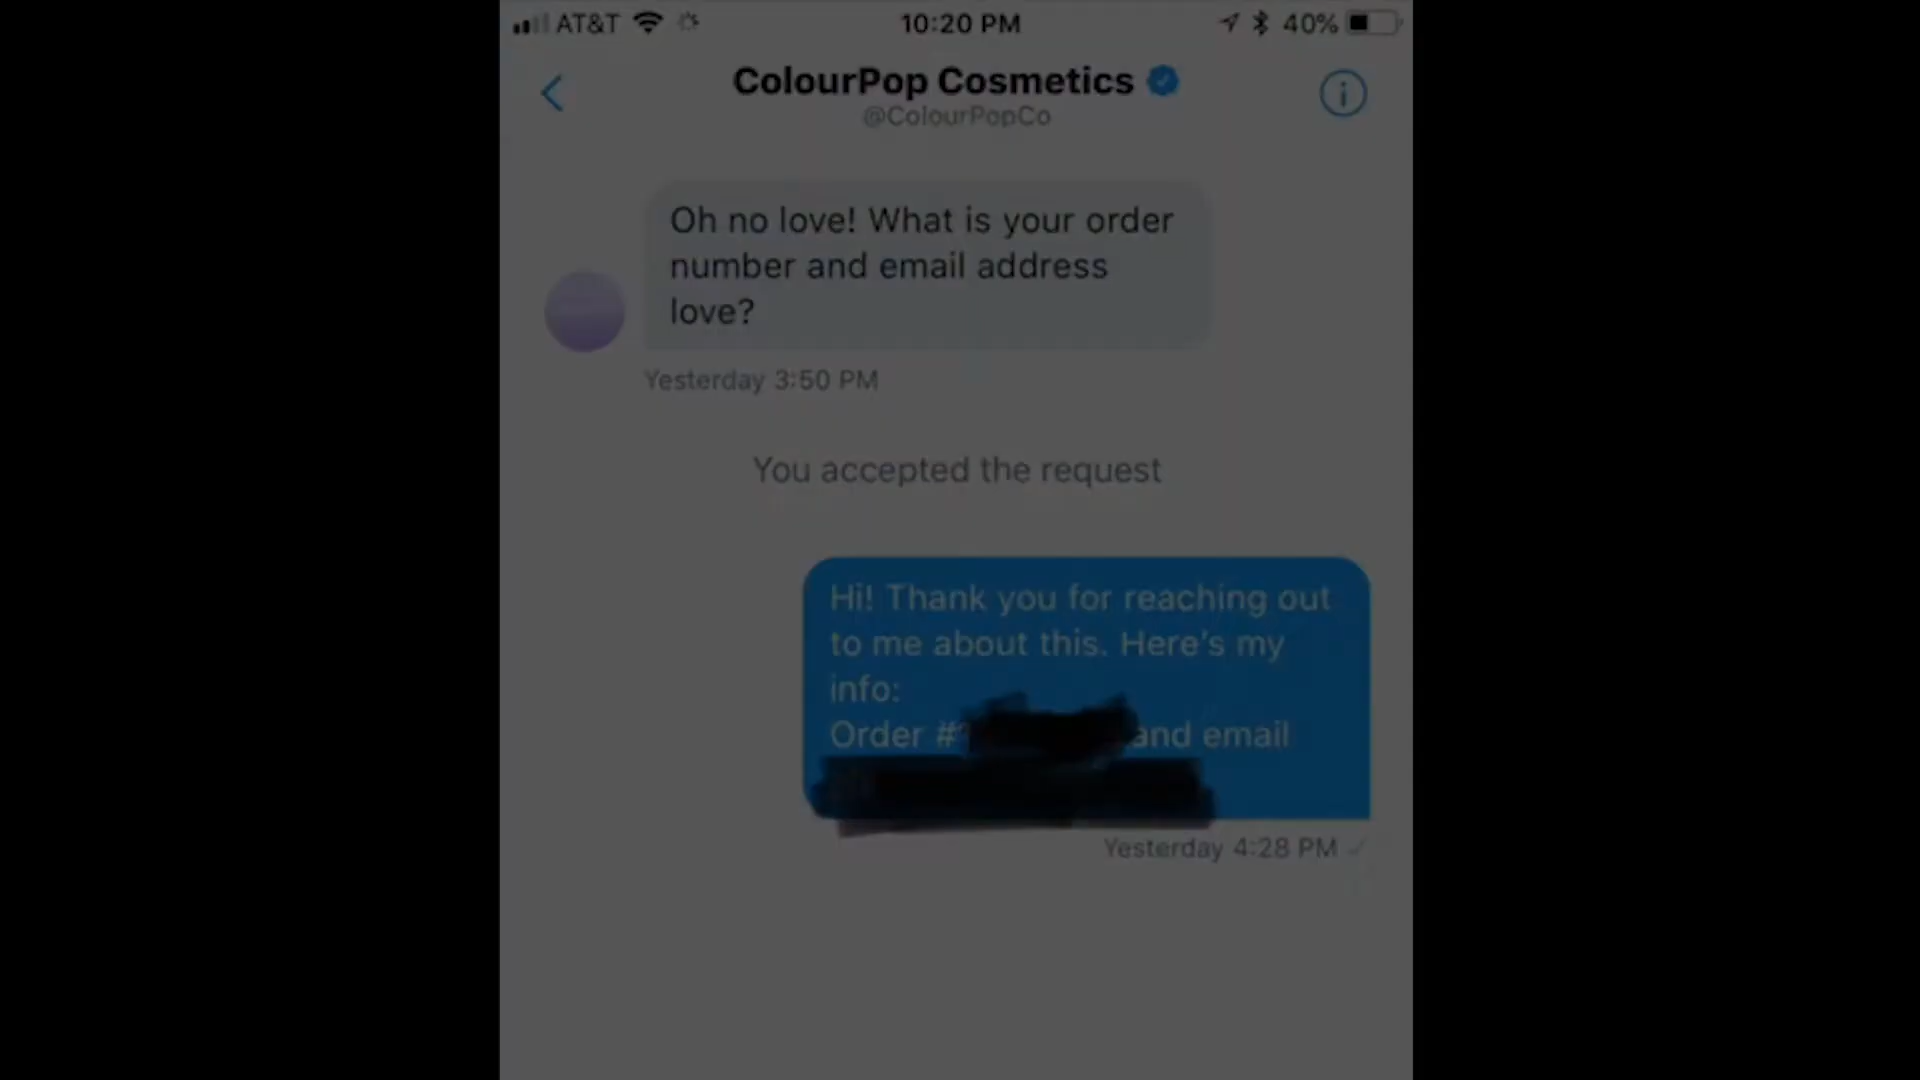 AT&T 10:20 PM 40%
ColourPop Cosmetics
@ColourPopCo
Oh no love! What is your order
number and email address
love?
Yesterday 3:50 PM
You accepted the request
Hi! Thank you for reaching out
to me about this. Here's my
info:
Order # and email
Yesterday 4:28 PM